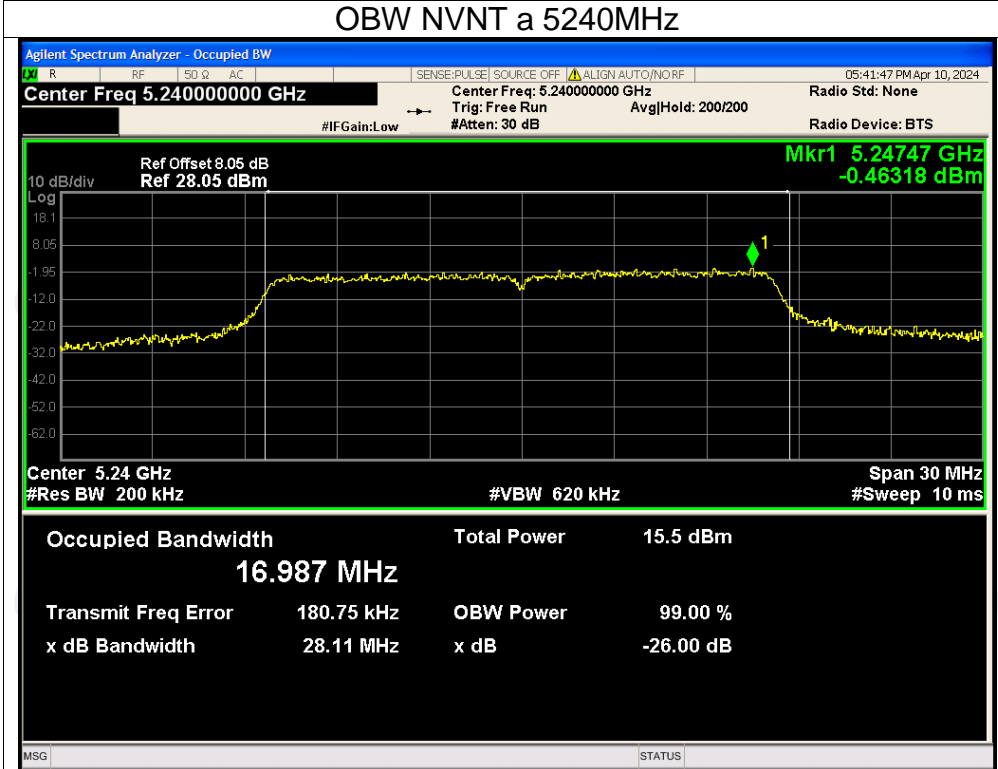 OBW NVNT a 5240MHz
Agilent Spectrum Analyzer - Occupied BW
LXI R RF 50 Ω AC SENSE:PULSE SOURCE OFF ALIGN AUTO/NO RF 05:41:47 PM Apr 10, 2024
Center Freq 5.240000000 GHz Center Freq: 5.240000000 GHz Radio Std: None
Trig: Free Run Avg|Hold: 200/200
#IFGain:Low #Atten: 30 dB Radio Device: BTS
Mkr1 5.24747 GHz
Ref Offset 8.05 dB
10 dB/div Ref 28.05 dBm -0.46318 dBm
Log
18.1
8.05
1
-1.95
-12.0
-22.0
-32.0
-42.0
-52.0
-62.0
Center 5.24 GHz Span 30 MHz
#Res BW 200 kHz #VBW 620 kHz #Sweep 10 ms
Occupied Bandwidth Total Power 15.5 dBm
16.987 MHz
Transmit Freq Error 180.75 kHz OBW Power 99.00 %
x dB Bandwidth 28.11 MHz x dB -26.00 dB
MSG STATUS